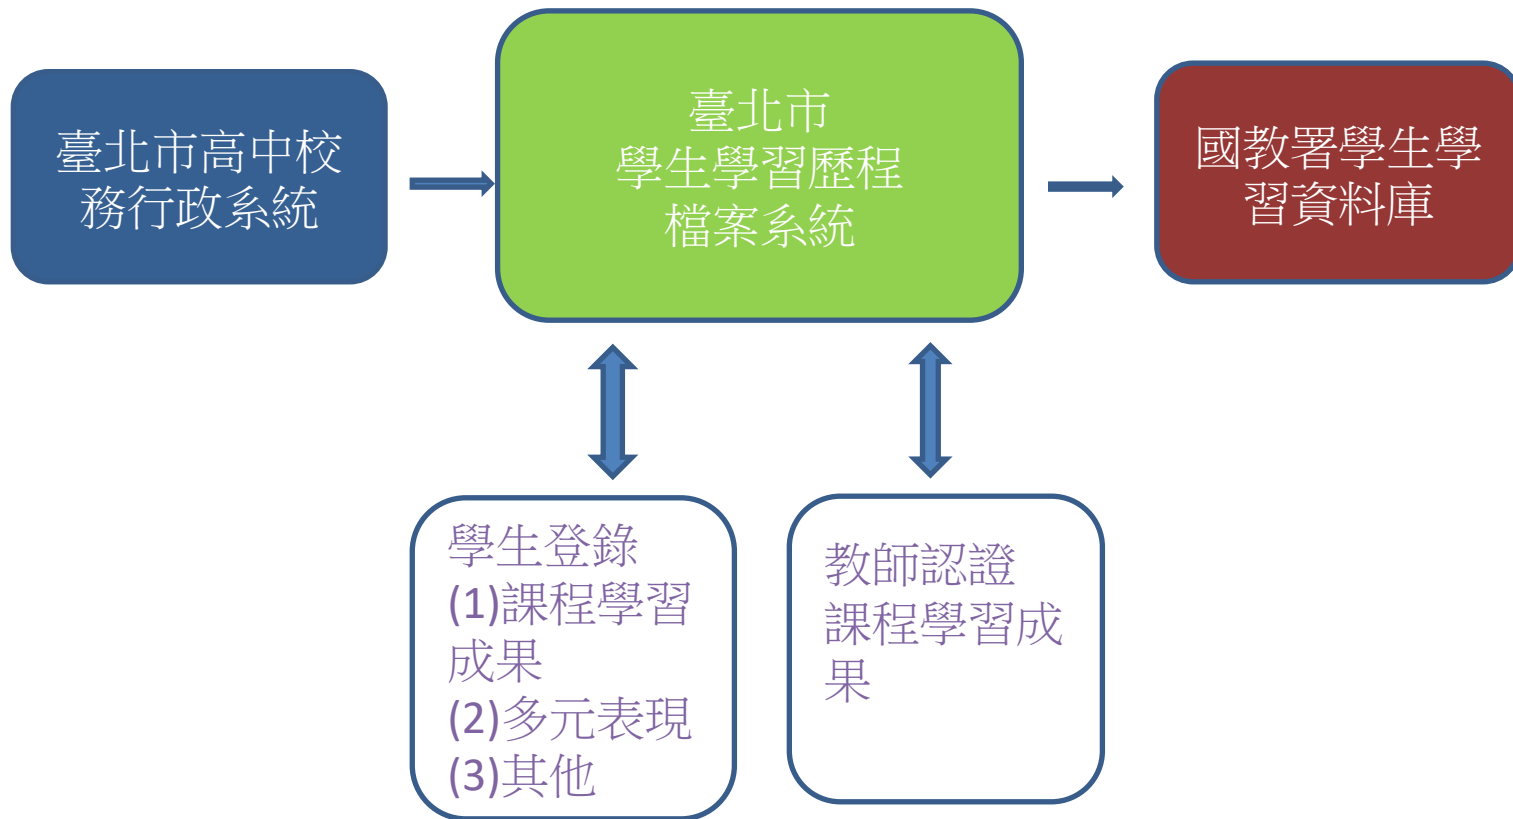 臺北市高中校
務行政系統
臺北市
學生學習歷程
檔案系統
國教署學生學
習資料庫
學生登錄
(1)課程學習
成果
(2)多元表現
(3)其他
教師認證
課程學習成
果